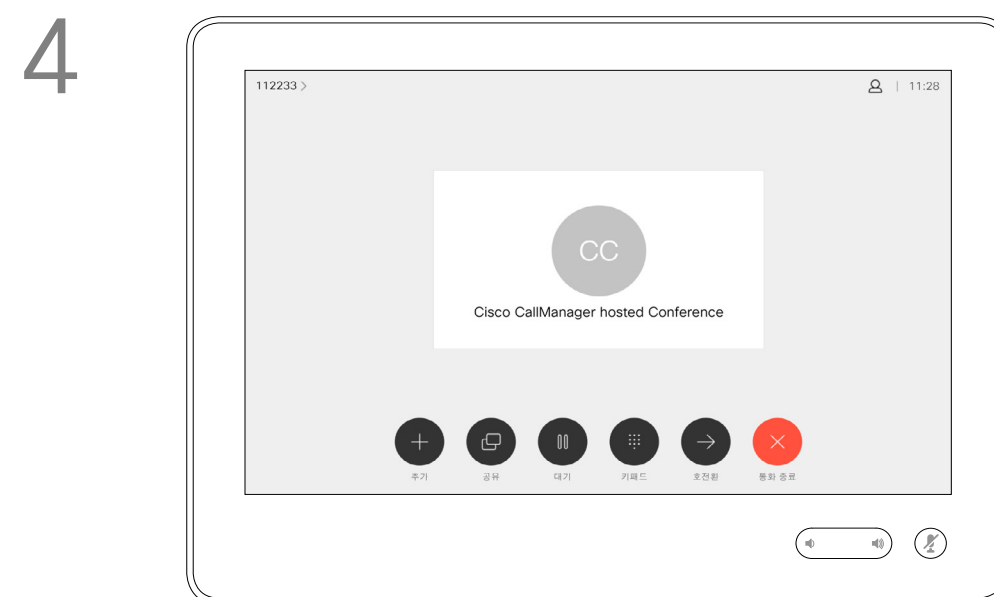 4
112233 >
11:28
CC
Cisco CallManager hosted Conference
추가 공유 대기 키패드 호전환 통화 종료